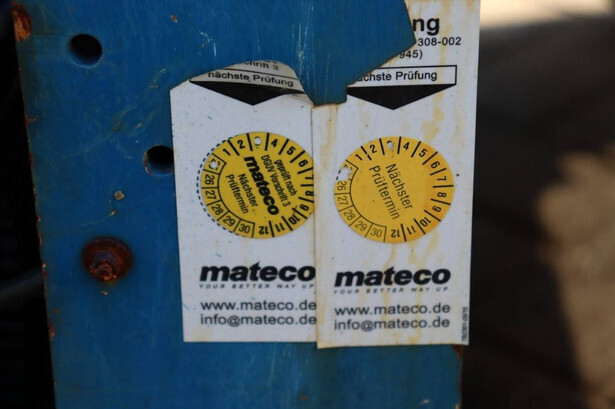 schrift 3
nächste Prüfung
1 2 3 4 5 6 7 8 9 10 11 12
26 27 28 29 30
geprüft nach
DGUV Vorschrift 3
mateco
Nächster
Prüftermin
mateco
YOUR BETTER WAY UP
www.mateco.de
info@mateco.de
ng
308-002
945)
chste Prüfung
1 2 3 4 5 6 7 8 9 10 11 12
26 27 28 29 30
Nächster
Prüftermin
mateco
YOUR BETTER WAY UP
www.mateco.de
info@mateco.de